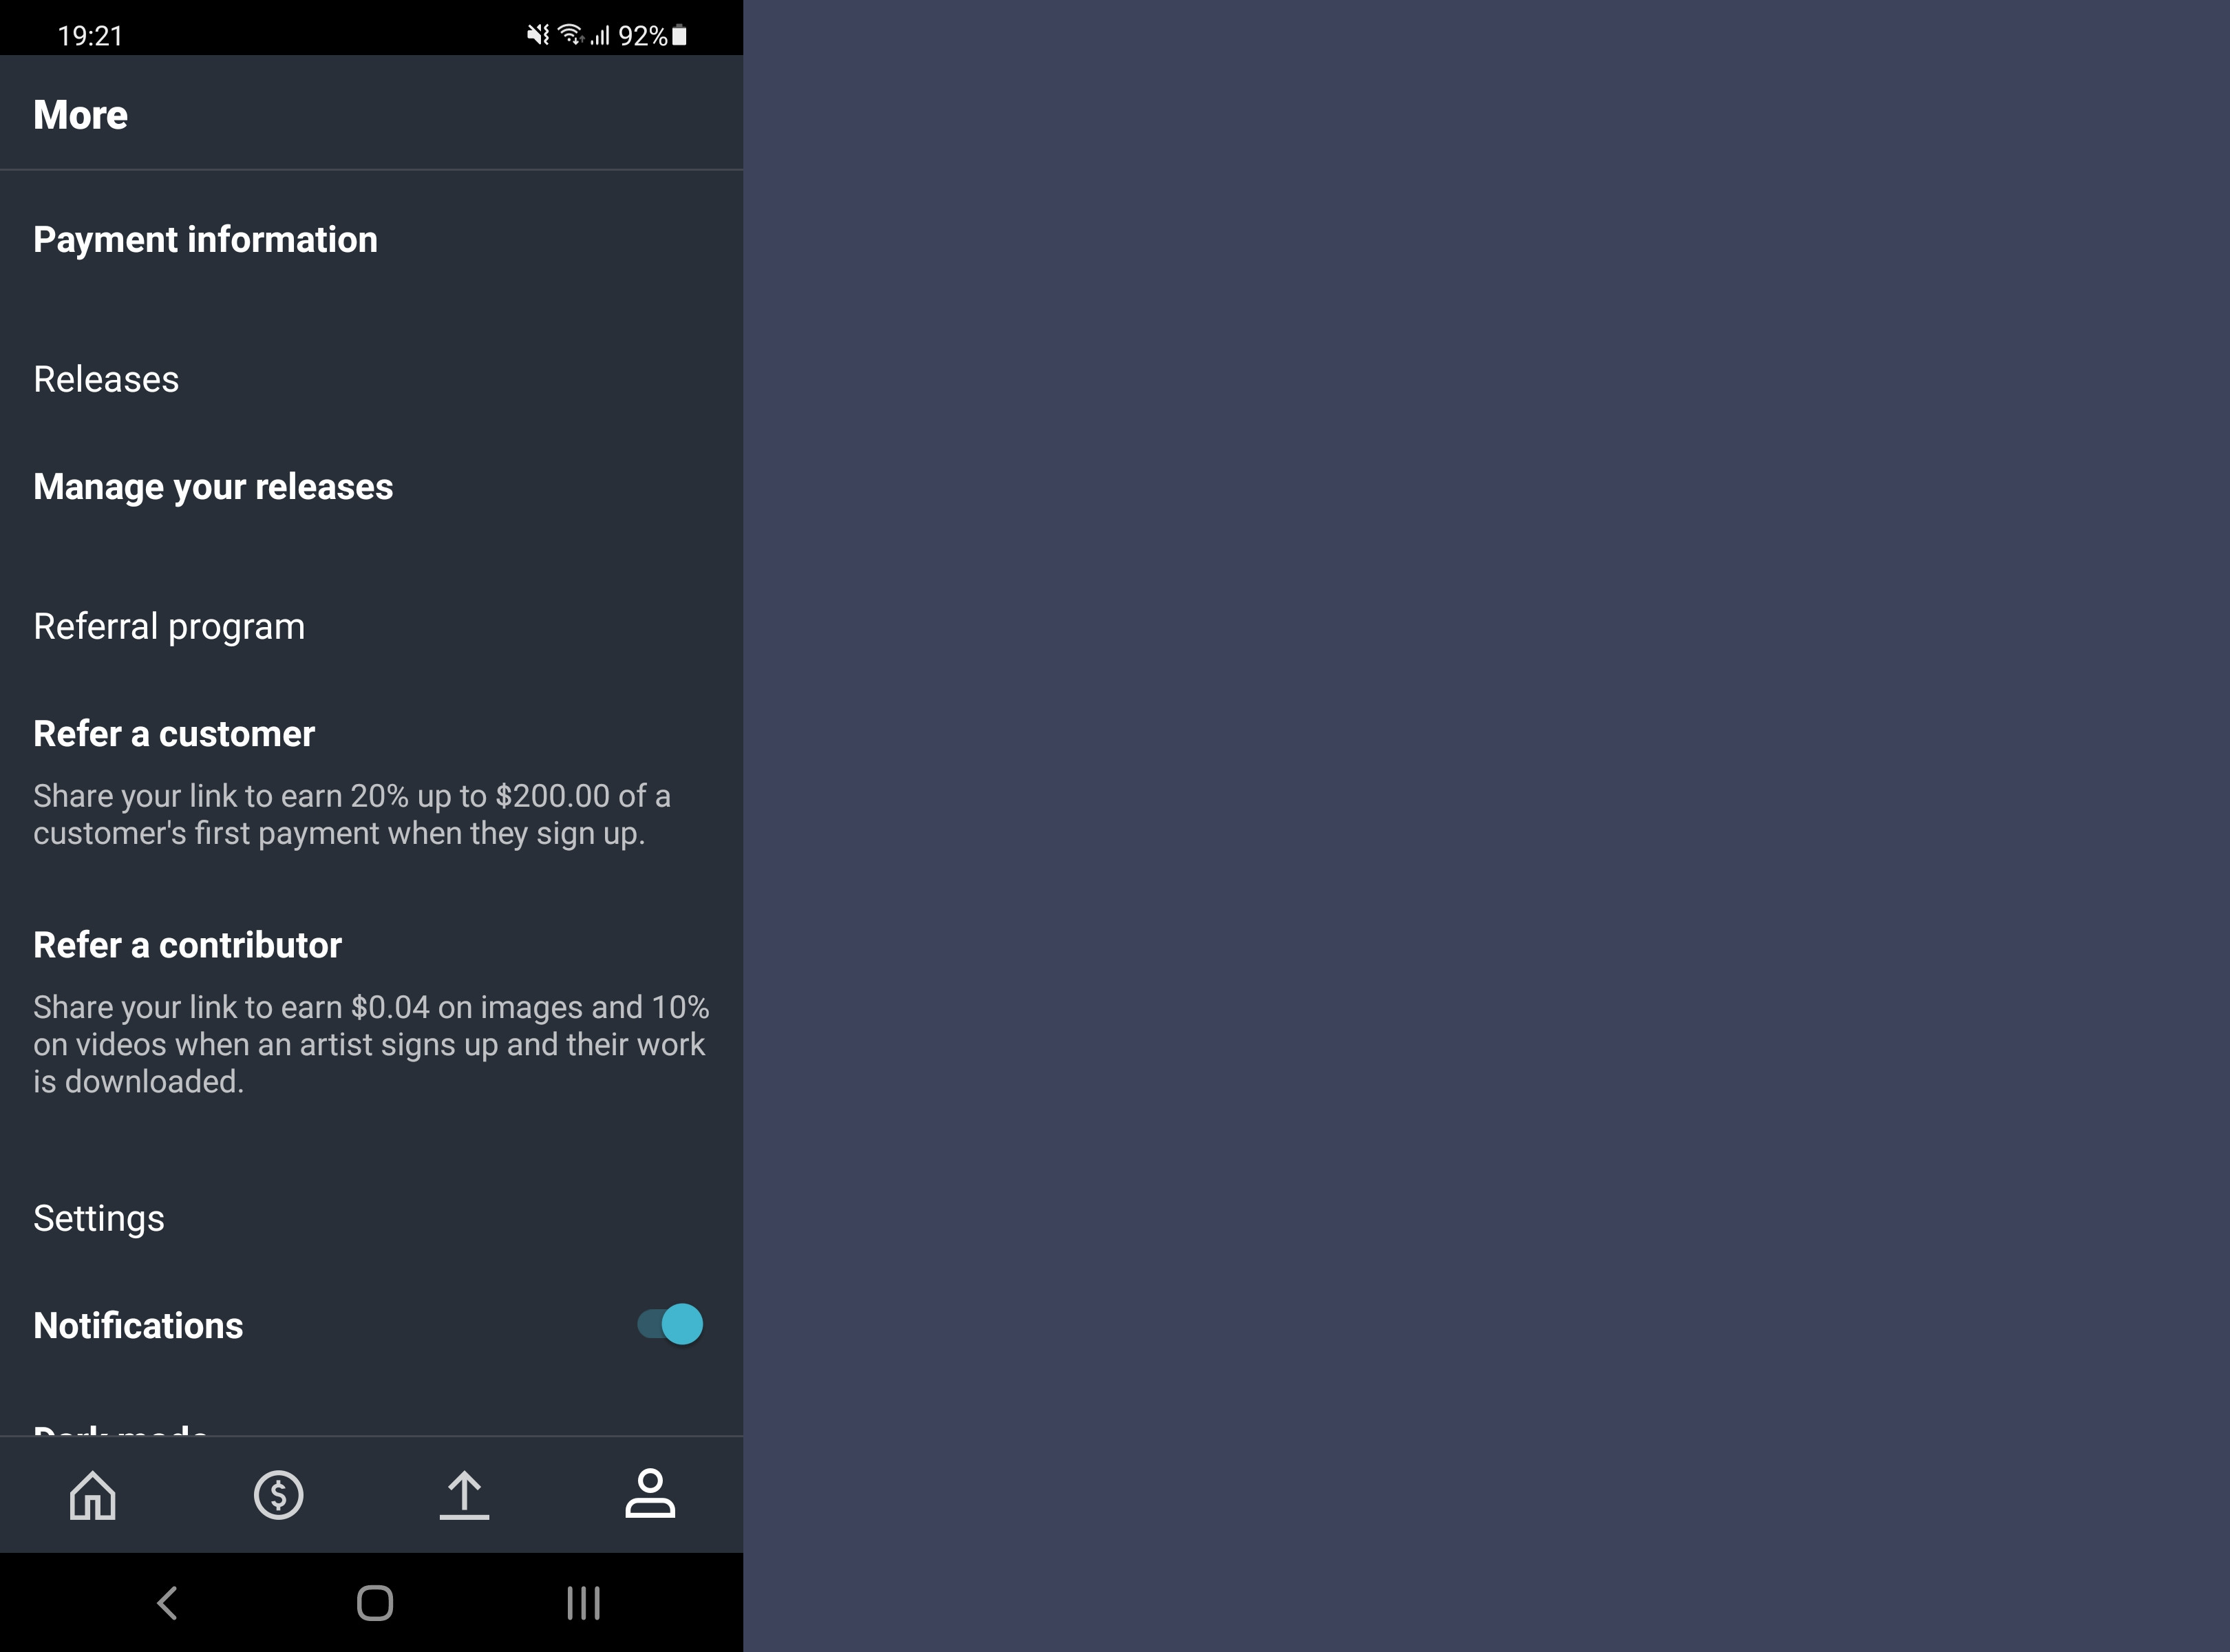 19:21 92%
More
Payment information
Releases
Manage your releases
Referral program
Refer a customer
Share your link to earn 20% up to $200.00 of a
customer's first payment when they sign up.
Refer a contributor
Share your link to earn $0.04 on images and 10%
on videos when an artist signs up and their work
is downloaded.
Settings
Notifications
Dark mode